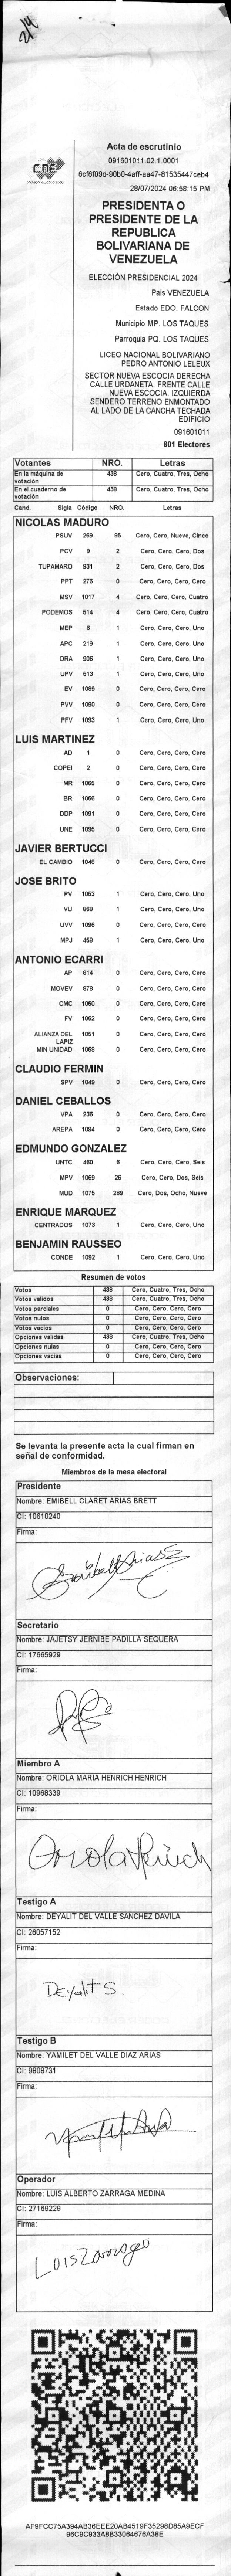 2/4
CNE
Acta de escrutinio
091601011.02.1.0001
6cf6f09d-90b0-4aff-aa47-81535447ceb4
28/07/2024 06:58:15 PM
PRESIDENTA O
PRESIDENTE DE LA
REPUBLICA
BOLIVARIANA DE
VENEZUELA
ELECCIÓN PRESIDENCIAL 2024
Pais VENEZUELA
Estado EDO. FALCON
Municipio MP. LOS TAQUES
Parroquia PQ. LOS TAQUES
LICEO NACIONAL BOLIVARIANO
PEDRO ANTONIO LELEUX
SECTOR NUEVA ESCOCIA DERECHA
CALLE URDANETA. FRENTE CALLE
NUEVA ESCOCIA. IZQUIERDA
SENDERO TERRENO ENMONTADO
AL LADO DE LA CANCHA TECHADA
EDIFICIO
091601011
801 Electores
Votantes NRO. Letras
En la máquina de votación 438 Cero, Cuatro, Tres, Ocho
En el cuaderno de votación 438 Cero, Cuatro, Tres, Ocho
Cand. Sigla Código NRO. Letras
NICOLAS MADURO
PSUV 269 95 Cero, Cero, Nueve, Cinco
PCV 9 2 Cero, Cero, Cero, Dos
TUPAMARO 931 2 Cero, Cero, Cero, Dos
PPT 276 0 Cero, Cero, Cero, Cero
MSV 1017 4 Cero, Cero, Cero, Cuatro
PODEMOS 514 4 Cero, Cero, Cero, Cuatro
MEP 6 1 Cero, Cero, Cero, Uno
APC 219 1 Cero, Cero, Cero, Uno
ORA 906 1 Cero, Cero, Cero, Uno
UPV 513 1 Cero, Cero, Cero, Uno
EV 1089 0 Cero, Cero, Cero, Cero
PVV 1090 0 Cero, Cero, Cero, Cero
PFV 1093 1 Cero, Cero, Cero, Uno
LUIS MARTINEZ
AD 1 0 Cero, Cero, Cero, Cero
COPEI 2 0 Cero, Cero, Cero, Cero
MR 1065 0 Cero, Cero, Cero, Cero
BR 1066 0 Cero, Cero, Cero, Cero
DDP 1091 0 Cero, Cero, Cero, Cero
UNE 1095 0 Cero, Cero, Cero, Cero
JAVIER BERTUCCI
EL CAMBIO 1048 0 Cero, Cero, Cero, Cero
JOSE BRITO
PV 1053 1 Cero, Cero, Cero, Uno
VU 868 1 Cero, Cero, Cero, Uno
UVV 1096 0 Cero, Cero, Cero, Cero
MPJ 458 1 Cero, Cero, Cero, Uno
ANTONIO ECARRI
AP 814 0 Cero, Cero, Cero, Cero
MOVEV 978 0 Cero, Cero, Cero, Cero
CMC 1050 0 Cero, Cero, Cero, Cero
FV 1052 0 Cero, Cero, Cero, Cero
ALIANZA DEL LAPIZ 1051 0 Cero, Cero, Cero, Cero
MIN UNIDAD 1068 0 Cero, Cero, Cero, Cero
CLAUDIO FERMIN
SPV 1049 0 Cero, Cero, Cero, Cero
DANIEL CEBALLOS
VPA 236 0 Cero, Cero, Cero, Cero
AREPA 1094 0 Cero, Cero, Cero, Cero
EDMUNDO GONZALEZ
UNTC 460 6 Cero, Cero, Cero, Seis
MPV 1069 26 Cero, Cero, Dos, Seis
MUD 1075 289 Cero, Dos, Ocho, Nueve
ENRIQUE MARQUEZ
CENTRADOS 1073 1 Cero, Cero, Cero, Uno
BENJAMIN RAUSSEO
CONDE 1092 1 Cero, Cero, Cero, Uno
Resumen de votos
Votos 438 Cero, Cuatro, Tres, Ocho
Votos validos 438 Cero, Cuatro, Tres, Ocho
Votos parciales 0 Cero, Cero, Cero, Cero
Votos nulos 0 Cero, Cero, Cero, Cero
Votos vacios 0 Cero, Cero, Cero, Cero
Opciones validas 438 Cero, Cuatro, Tres, Ocho
Opciones nulas 0 Cero, Cero, Cero, Cero
Opciones vacias 0 Cero, Cero, Cero, Cero
Observaciones:
Se levanta la presente acta la cual firman en
señal de conformidad.
Miembros de la mesa electoral
Presidente
Nombre: EMIBELL CLARET ARIAS BRETT
CI: 10610240
Firma:
Secretario
Nombre: JAJETSY JERNIBE PADILLA SEQUERA
CI: 17665929
Firma:
Miembro A
Nombre: ORIOLA MARIA HENRICH HENRICH
CI: 10968339
Firma:
Testigo A
Nombre: DEYALIT DEL VALLE SANCHEZ DAVILA
CI: 26057152
Firma:
Deyalit S.
Testigo B
Nombre: YAMILET DEL VALLE DIAZ ARIAS
CI: 9808731
Firma:
Operador
Nombre: LUIS ALBERTO ZARRAGA MEDINA
CI: 27169229
Firma:
Luis Zarraga
AF9FCC75A394AB36EEE20AB4519F35298D85A9ECF
96C9C933A8B33064676A38E